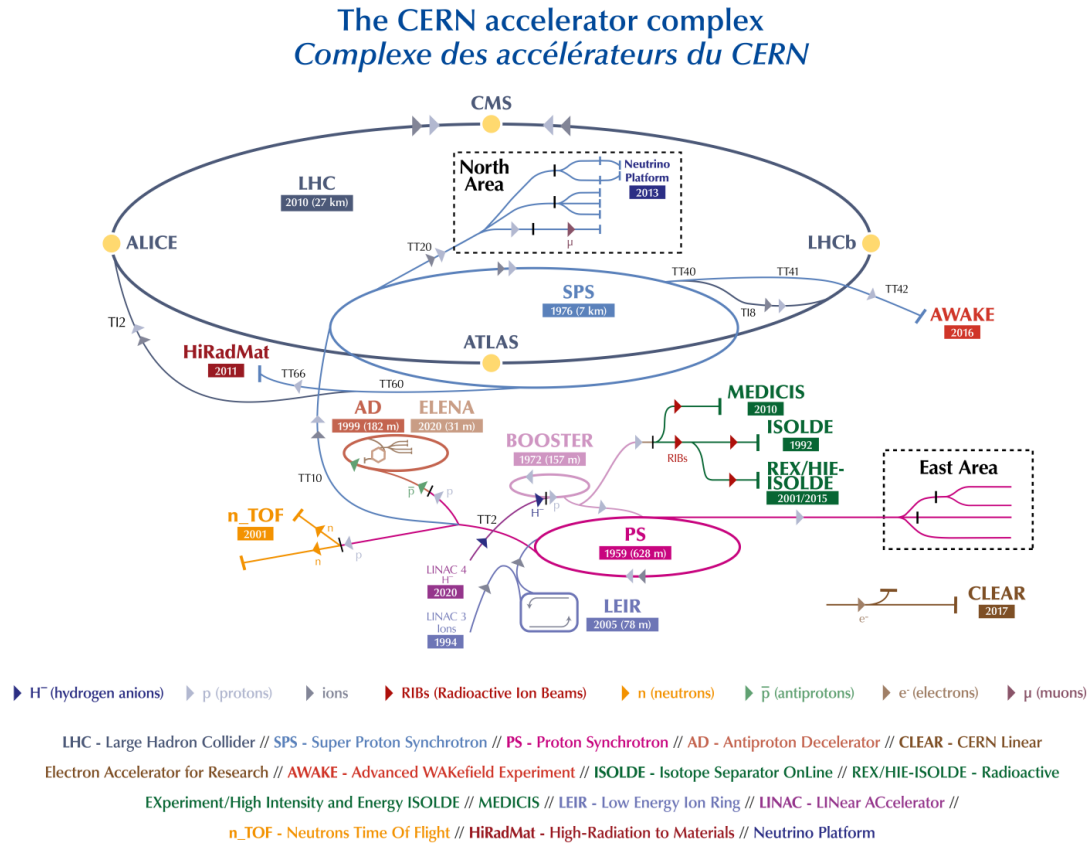 The CERN accelerator complex
Complexe des accélérateurs du CERN
CMS
North
Area
Neutrino
Platform
2013
LHC
2010 (27 km)
ALICE
LHCb
TT20
µ
TT40
TT41
TT42
SPS
1976 (7 km)
TI8
AWAKE
2016
TI2
ATLAS
HiRadMat
2011
TT66
TT60
AD
1999 (182 m)
ELENA
2020 (31 m)
MEDICIS
2010
BOOSTER
1972 (157 m)
ISOLDE
1992
RIBs
REX/HIE-
ISOLDE
2001/2015
East Area
TT10
p̅
p
H⁻
p
TT2
n_TOF
2001
n
n
p
PS
1959 (628 m)
LINAC 4
H⁻
2020
LINAC 3
Ions
1994
LEIR
2005 (78 m)
CLEAR
2017
e⁻
H⁻ (hydrogen anions)
p (protons)
ions
RIBs (Radioactive Ion Beams)
n (neutrons)
p̅ (antiprotons)
e⁻ (electrons)
µ (muons)
LHC - Large Hadron Collider // SPS - Super Proton Synchrotron // PS - Proton Synchrotron // AD - Antiproton Decelerator // CLEAR - CERN Linear
Electron Accelerator for Research // AWAKE - Advanced WAKefield Experiment // ISOLDE - Isotope Separator OnLine // REX/HIE-ISOLDE - Radioactive
EXperiment/High Intensity and Energy ISOLDE // MEDICIS // LEIR - Low Energy Ion Ring // LINAC - LINear ACcelerator //
n_TOF - Neutrons Time Of Flight // HiRadMat - High-Radiation to Materials // Neutrino Platform